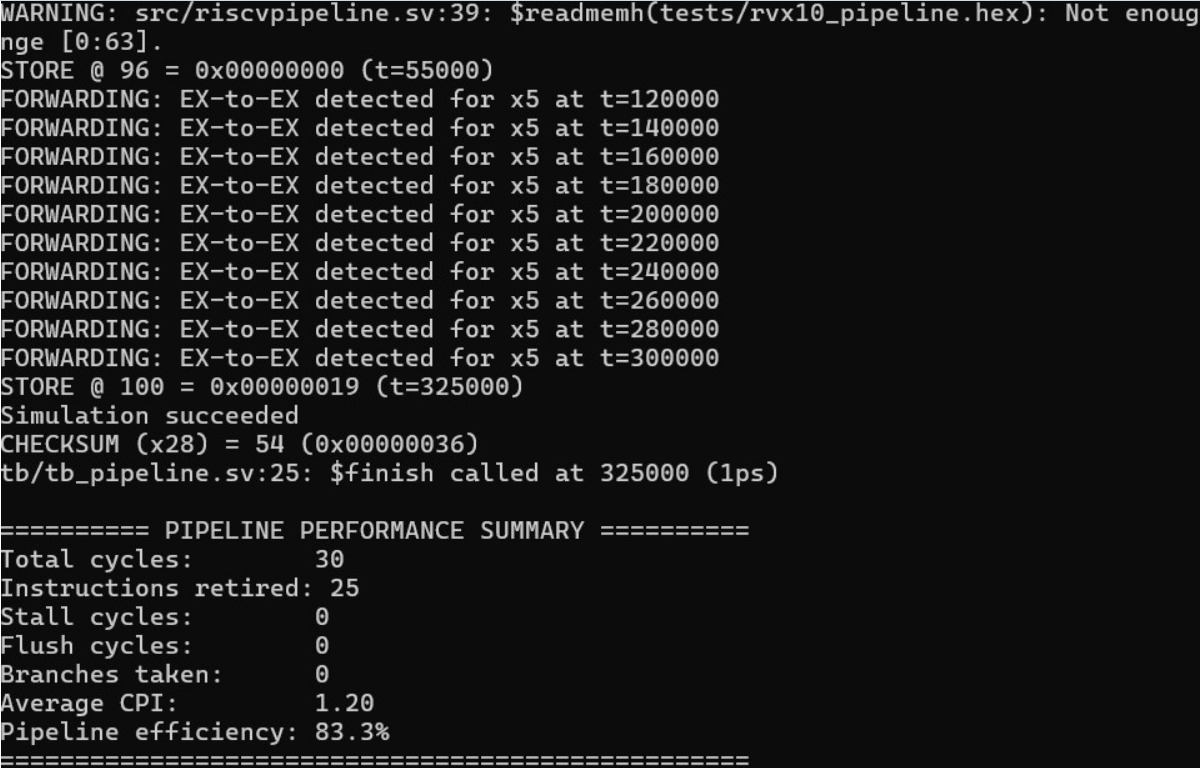 WARNING: src/riscvpipeline.sv:39: $readmemh(tests/rvx10_pipeline.hex): Not enoug
nge [0:63].
STORE @ 96 = 0x00000000 (t=55000)
FORWARDING: EX-to-EX detected for x5 at t=120000
FORWARDING: EX-to-EX detected for x5 at t=140000
FORWARDING: EX-to-EX detected for x5 at t=160000
FORWARDING: EX-to-EX detected for x5 at t=180000
FORWARDING: EX-to-EX detected for x5 at t=200000
FORWARDING: EX-to-EX detected for x5 at t=220000
FORWARDING: EX-to-EX detected for x5 at t=240000
FORWARDING: EX-to-EX detected for x5 at t=260000
FORWARDING: EX-to-EX detected for x5 at t=280000
FORWARDING: EX-to-EX detected for x5 at t=300000
STORE @ 100 = 0x00000019 (t=325000)
Simulation succeeded
CHECKSUM (x28) = 54 (0x00000036)
tb/tb_pipeline.sv:25: $finish called at 325000 (1ps)
========== PIPELINE PERFORMANCE SUMMARY ==========
Total cycles:        30
Instructions retired: 25
Stall cycles:        0
Flush cycles:        0
Branches taken:      0
Average CPI:         1.20
Pipeline efficiency: 83.3%
==================================================